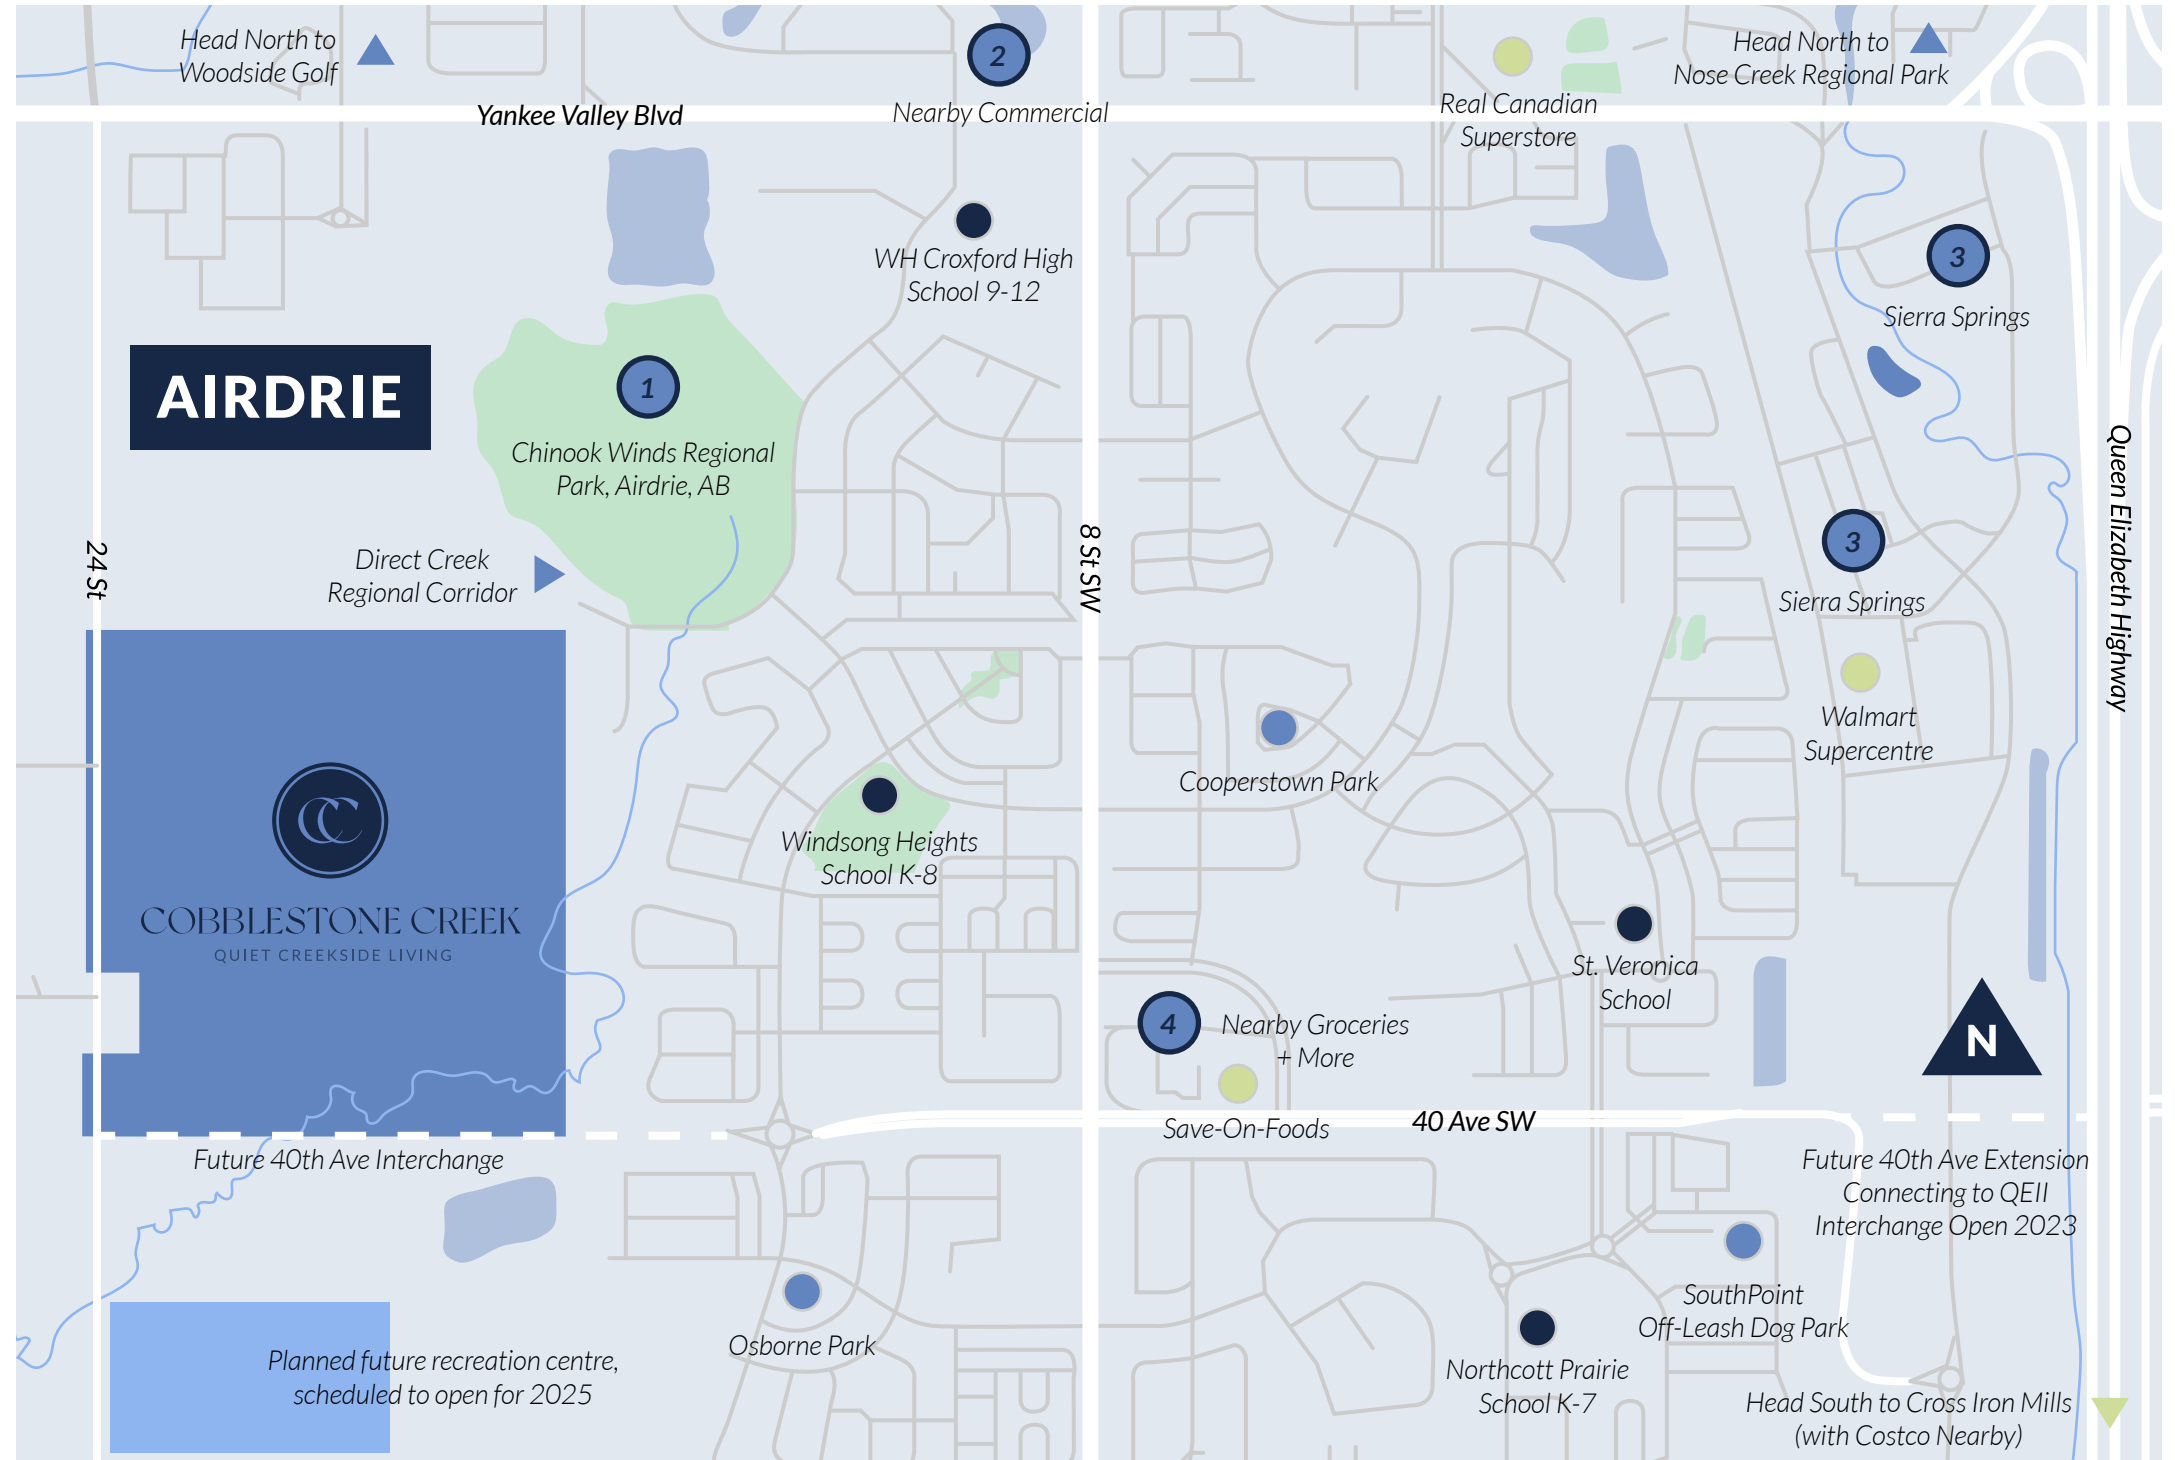 Head North to
Woodside Golf
2
Nearby Commercial
Yankee Valley Blvd
Real Canadian
Superstore
Head North to
Nose Creek Regional Park
WH Croxford High
School 9-12
3
Sierra Springs
AIRDRIE
1
Chinook Winds Regional
Park, Airdrie, AB
Direct Creek
Regional Corridor
24 St
8 St SW
Queen Elizabeth Highway
3
Sierra Springs
Walmart
Supercentre
Cooperstown Park
Windsong Heights
School K-8
CC
COBBLESTONE CREEK
QUIET CREEKSIDE LIVING
St. Veronica
School
4
Nearby Groceries
+ More
N
Save-On-Foods
40 Ave SW
Future 40th Ave Interchange
Future 40th Ave Extension
Connecting to QEII
Interchange Open 2023
SouthPoint
Off-Leash Dog Park
Osborne Park
Planned future recreation centre,
scheduled to open for 2025
Northcott Prairie
School K-7
Head South to Cross Iron Mills
(with Costco Nearby)